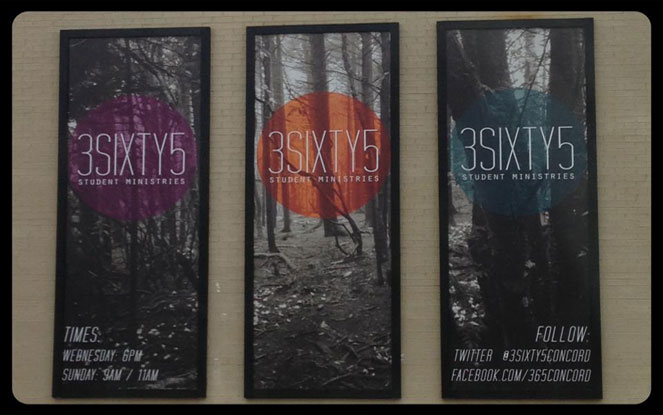 3SIXTY5
STUDENT MINISTRIES
TIMES:
WEDNESDAY: 6PM
SUNDAY: 9AM / 11AM
3SIXTY5
STUDENT MINISTRIES
3SIXTY5
STUDENT MINISTRIES
FOLLOW:
TWITTER @3SIXTY5CONCORD
FACEBOOK.COM/365CONCORD